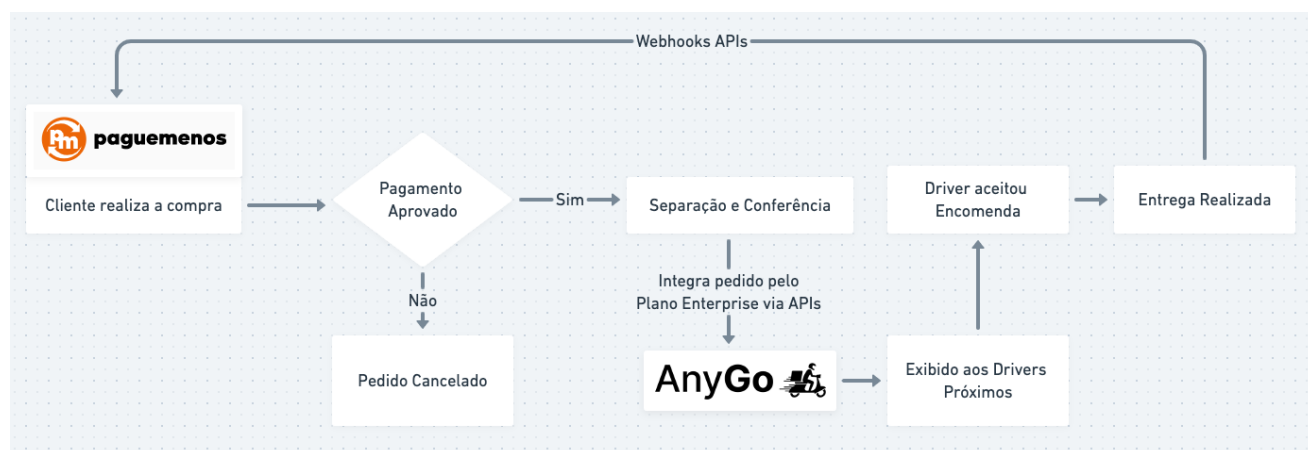 Webhooks APIs
paguemenos
Cliente realiza a compra
Pagamento
Aprovado
Sim
Separação e Conferência
Driver aceitou
Encomenda
Entrega Realizada
Não
Integra pedido pelo
Plano Enterprise via APIs
Pedido Cancelado
AnyGo
Exibido aos Drivers
Próximos